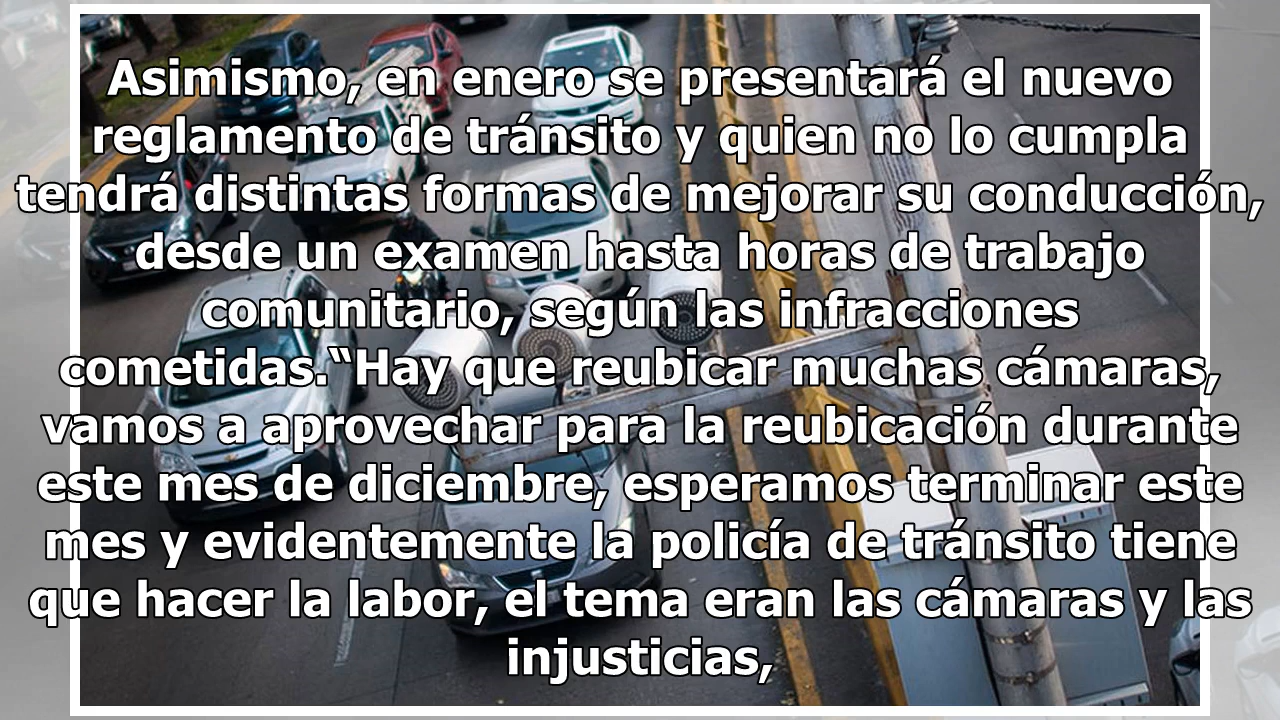 Asimismo, en enero se presentará el nuevo
reglamento de tránsito y quien no lo cumpla
tendrá distintas formas de mejorar su conducción,
desde un examen hasta horas de trabajo
comunitario, según las infracciones
cometidas.“Hay que reubicar muchas cámaras,
vamos a aprovechar para la reubicación durante
este mes de diciembre, esperamos terminar este
mes y evidentemente la policía de tránsito tiene
que hacer la labor, el tema eran las cámaras y las
injusticias,